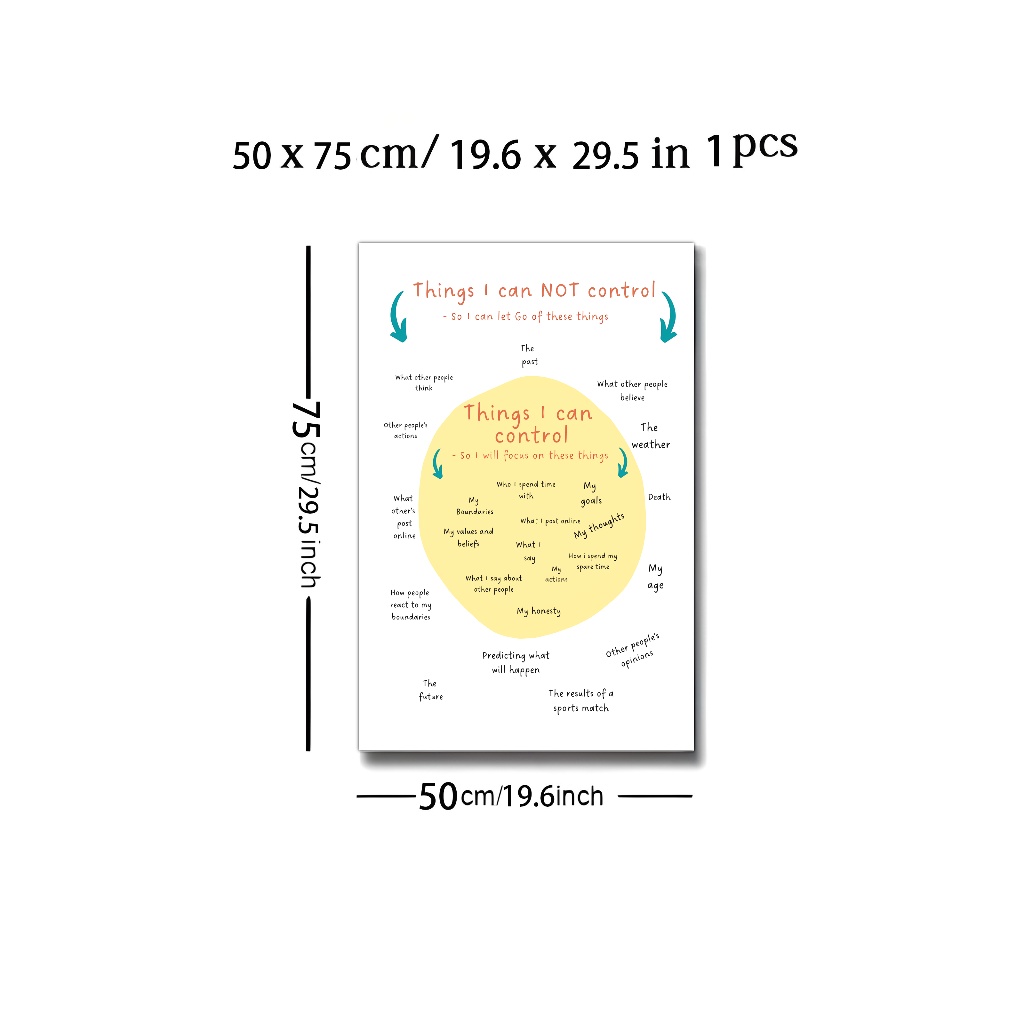 50 x 75 cm/ 19.6 x 29.5 in 1 pcs
Things I can NOT control
- So I can let Go of these things
The
past
What other people
think
What other people
believe
Things I can
control
- So I will focus on these things
Other people's
actions
The
weather
Who I spend time
with
My
goals
What
other's
post
online
My
Boundaries
Death
What I post online
My thoughts
My values and
beliefs
What I
say
How i spend my
spare time
My
actions
My
age
What I say about
other people
How people
react to my
boundaries
My honesty
Other people's
opinions
Predicting what
will happen
The
future
The results of a
sports match
75cm/29.5 inch
50cm/19.6inch